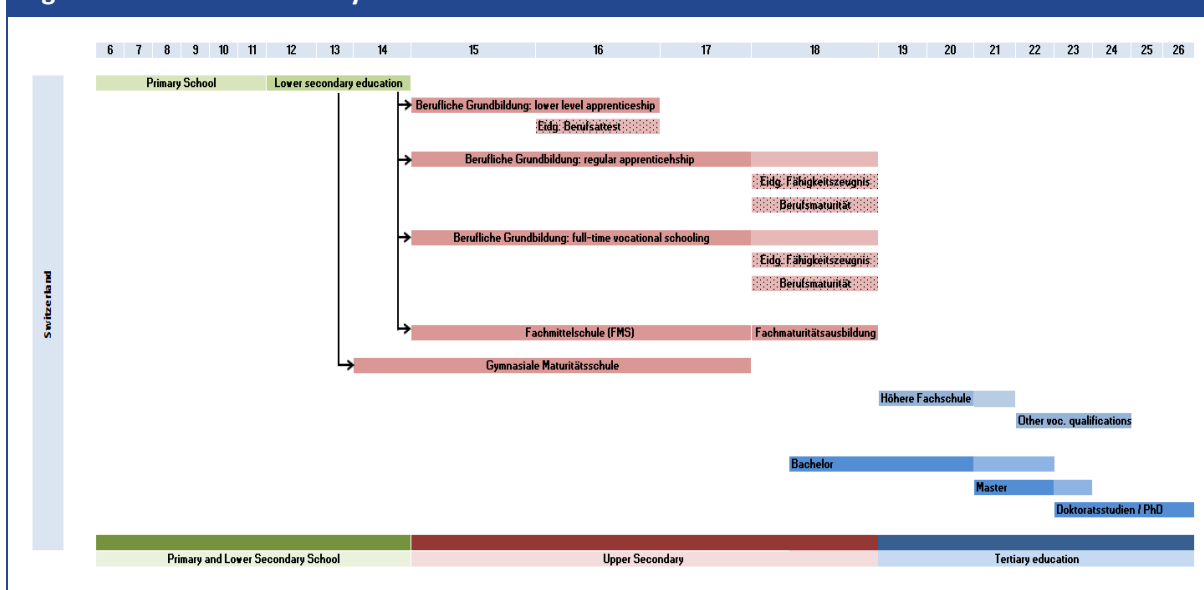 6 7 8 9 10 11 12 13 14 15 16 17 18 19 20 21 22 23 24 25 26
Switzerland
Primary School Lower secondary education
Berufliche Grundbildung: lower level apprenticeship
Eidg. Berufsattest
Berufliche Grundbildung: regular apprenticehship
Eidg. Fähigkeitszeugnis
Berufsmaturität
Berufliche Grundbildung: full-time vocational schooling
Eidg. Fähigkeitszeugnis
Berufsmaturität
Fachmittelschule (FMS) Fachmaturitätsausbildung
Gymnasiale Maturitätsschule
Höhere Fachschule
Other voc. qualifications
Bachelor
Master
Doktoratsstudien / PhD
Primary and Lower Secondary School Upper Secondary Tertiary education